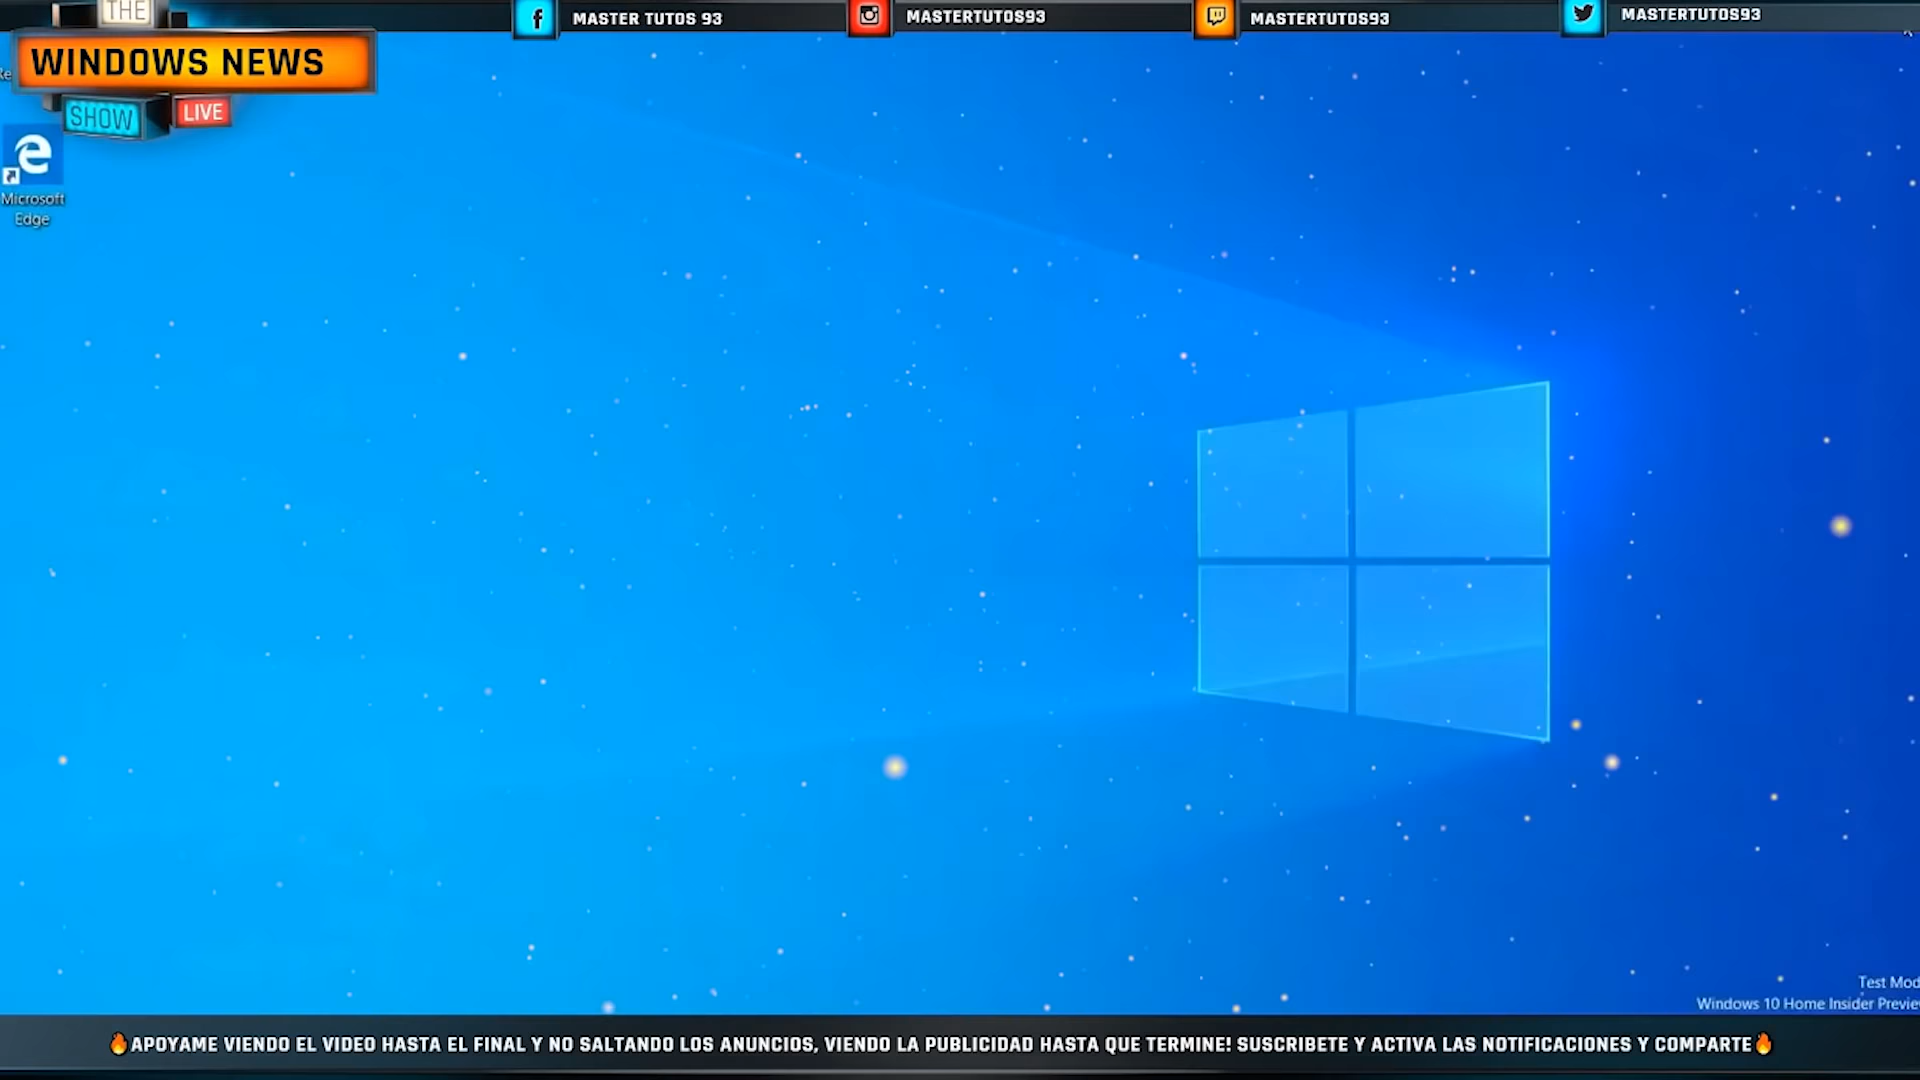 THE
WINDOWS NEWS
SHOW
LIVE
MASTER TUTOS 93
MASTERTUTOS93
MASTERTUTOS93
MASTERTUTOS93
Microsoft
Edge
Test Mod
Windows 10 Home Insider Preview
🔥APOYAME VIENDO EL VIDEO HASTA EL FINAL Y NO SALTANDO LOS ANUNCIOS, VIENDO LA PUBLICIDAD HASTA QUE TERMINE! SUSCRIBETE Y ACTIVA LAS NOTIFICACIONES Y COMPARTE🔥